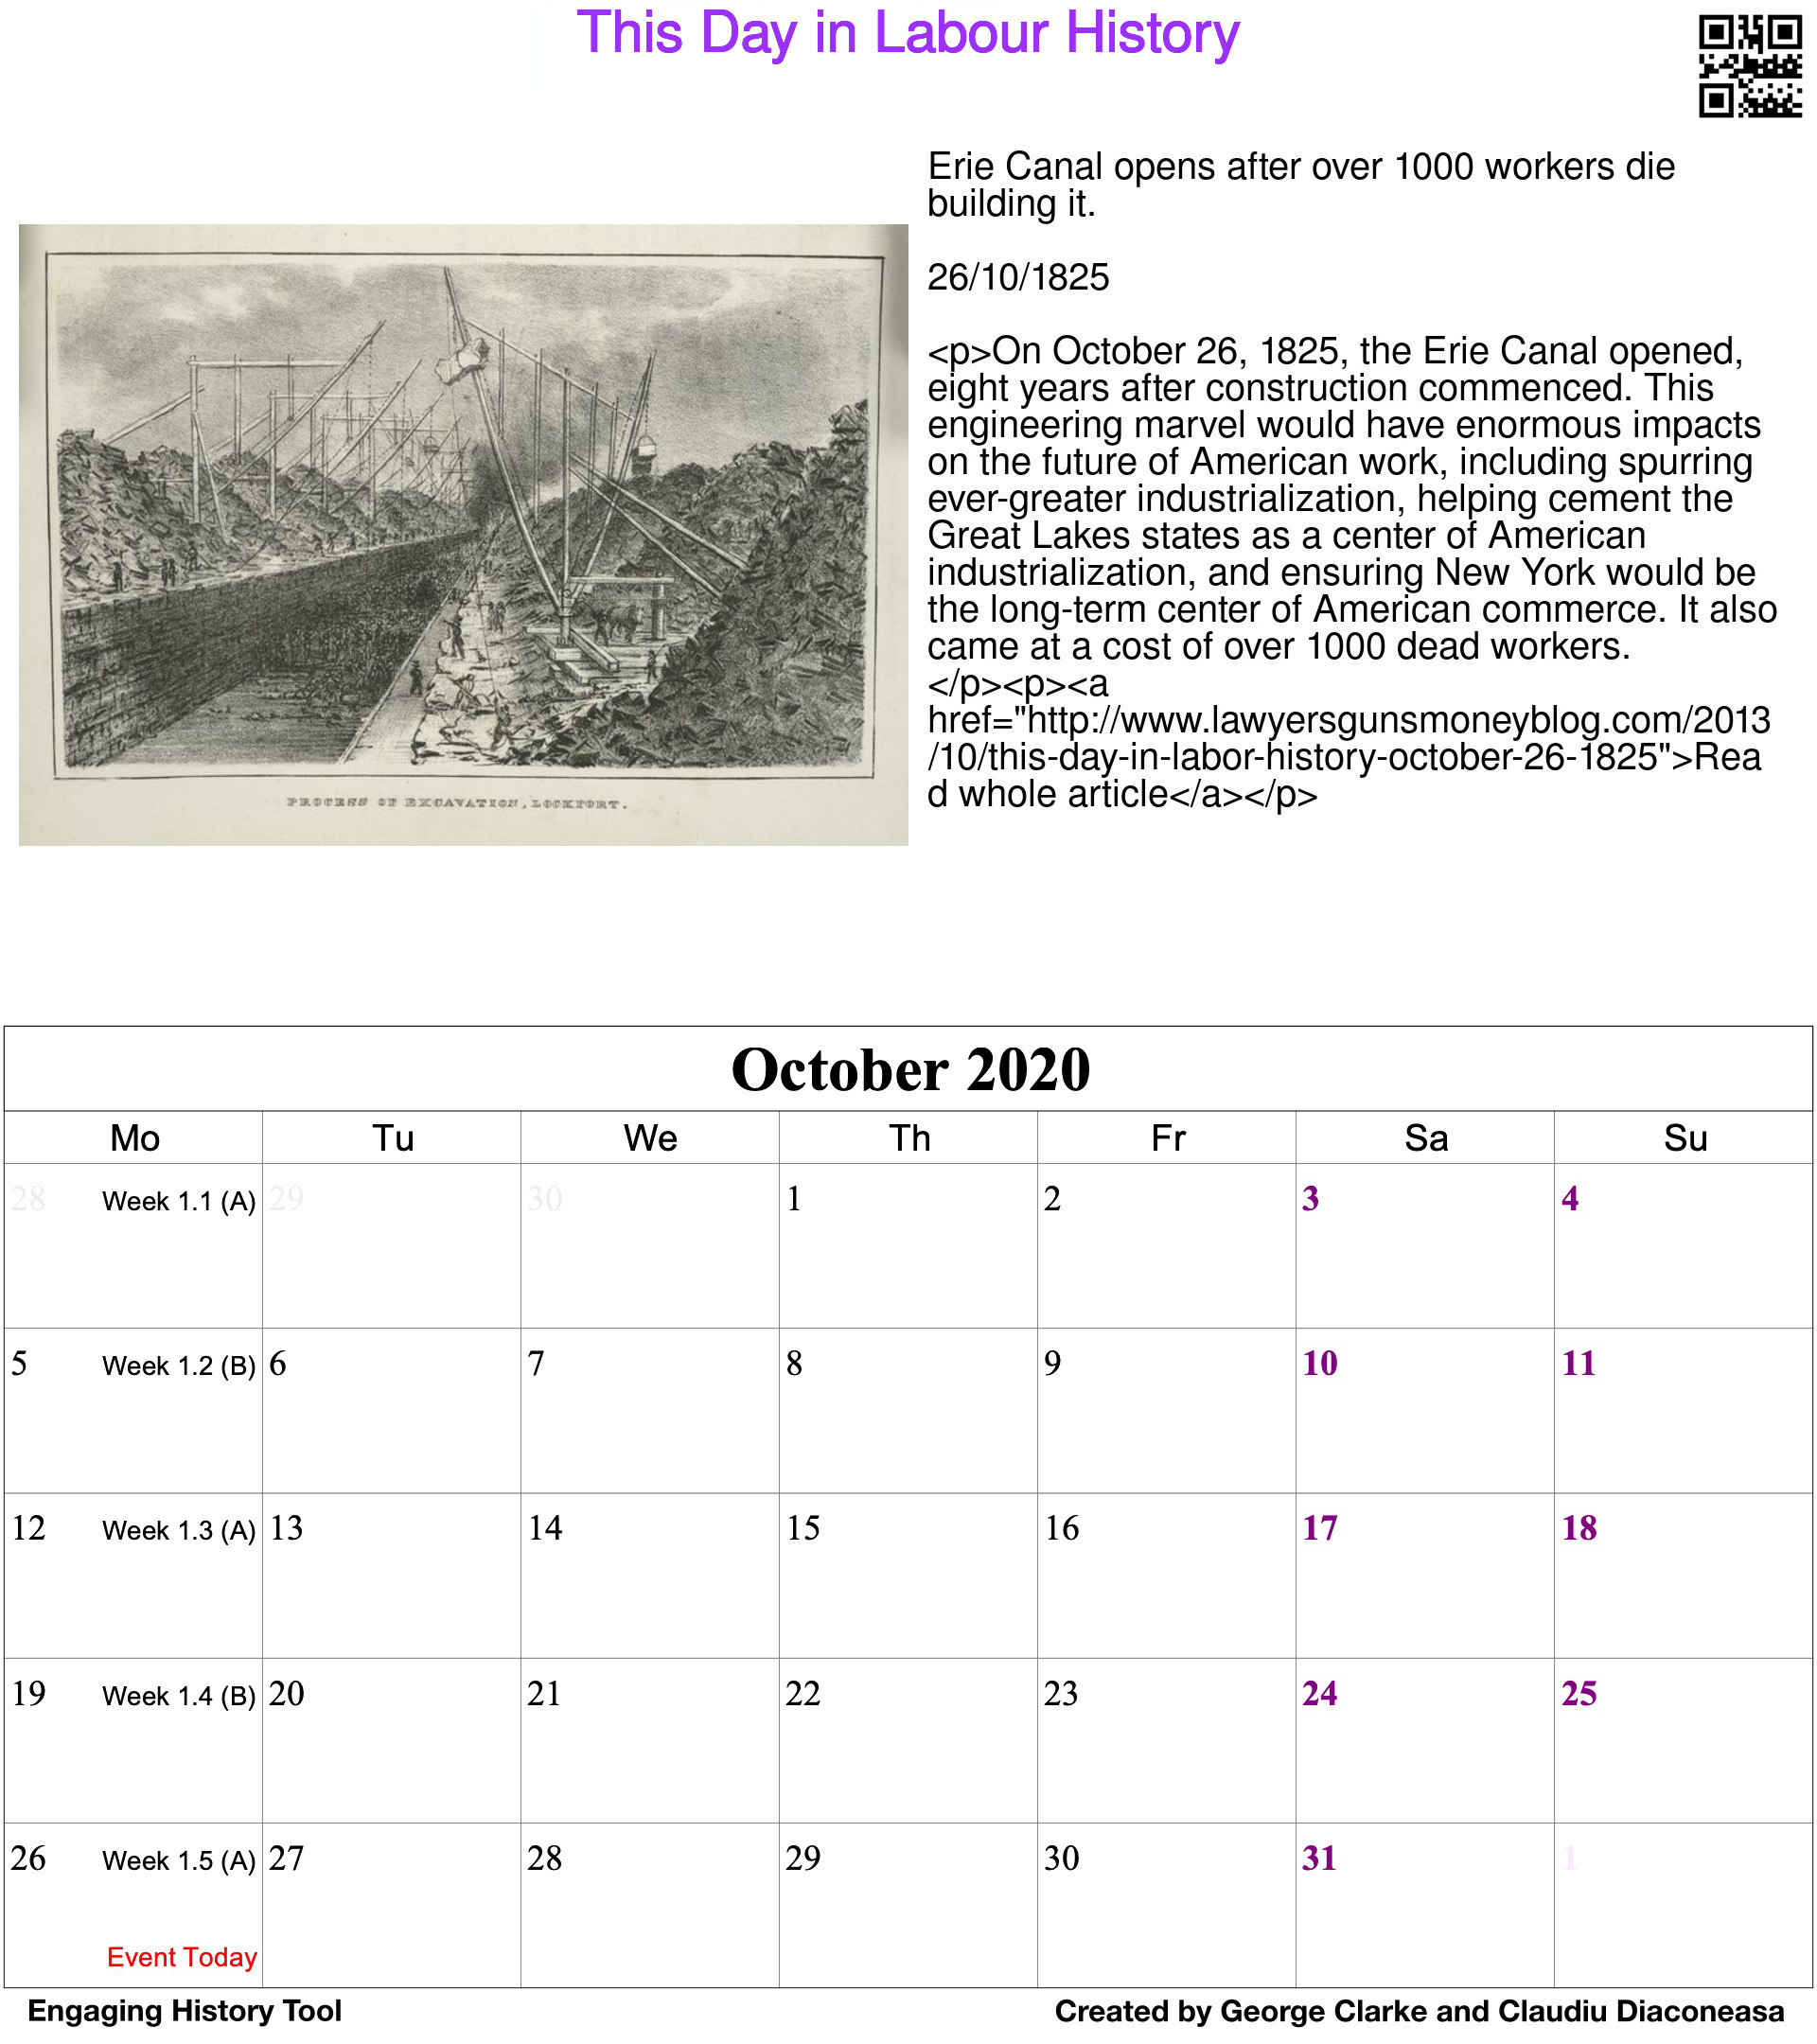 This Day in Labour History
Erie Canal opens after over 1000 workers die
building it.
26/10/1825
<p>On October 26, 1825, the Erie Canal opened,
eight years after construction commenced. This
engineering marvel would have enormous impacts
on the future of American work, including spurring
ever-greater industrialization, helping cement the
Great Lakes states as a center of American
industrialization, and ensuring New York would be
the long-term center of American commerce. It also
came at a cost of over 1000 dead workers.
</p><p><a
href="http://www.lawyersgunsmoneyblog.com/2013
/10/this-day-in-labor-history-october-26-1825">Rea
d whole article</a></p>
PROCESS OF EXCAVATION, LOCKPORT.
October 2020
Mo Tu We Th Fr Sa Su
28 Week 1.1 (A) 29 30 1 2 3 4
5 Week 1.2 (B) 6 7 8 9 10 11
12 Week 1.3 (A) 13 14 15 16 17 18
19 Week 1.4 (B) 20 21 22 23 24 25
26 Week 1.5 (A) 27 28 29 30 31 1
Event Today
Engaging History Tool Created by George Clarke and Claudiu Diaconeasa